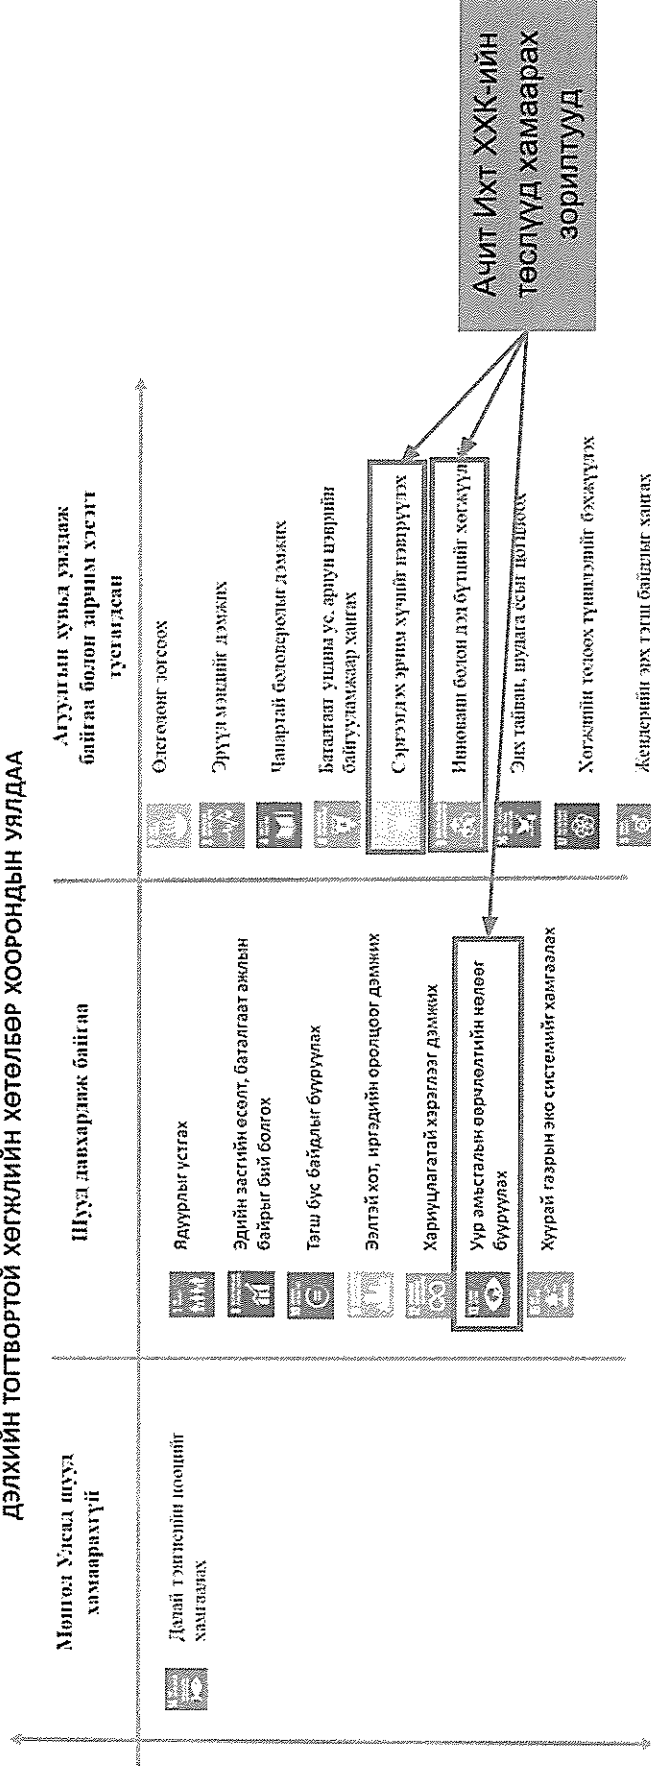 ДЭЛХИЙН ТОГТВОРТОЙ ХӨГЖЛИЙН ХӨТӨЛБӨР ХООРОНДЫН УЯЛДАА
Монгол Улсад шууд
хамаарахгүй
Далай тэнгисийн нөөцийг
хамгаалах
Шууд давхардаж байгаа
Ядуурлыг устгах
Эдийн засгийн өсөлт, баталгаат ажлын
байрыг бий болгох
Тэгш бус байдлыг бууруулах
Ээлтэй хот, иргэдийн оролцоог дэмжих
Хариуцлагатай хэрэглээг дэмжих
Уур амьсгалын өөрчлөлтийн нөлөөг
бууруулах
Хуурай газрын эко системийг хамгаалах
Агуулгын хувьд уялдаж
байгаа болон зарчим хэсэгт
тусгагдсан
Өлсгөлөнг зогсоох
Эрүүл мэндийг дэмжих
Чанартай боловсролыг дэмжих
Баталгаат ундны ус, ариун цэврийн
байгууламжаар хангах
Сэргээгдэх эрчим хүчийг нэвтрүүлэх
Инноваци болон дэд бүтцийг хөгжүүл
Энх тайван, шудага ёсыг цогцлоох
Хөгжлийн төлөөх түншлэлийг бэхжүүлэх
Жендерийн эрх тэгш байдлыг хангах
Ачит Ихт ХХК-ийн
төслүүд хамаарах
зорилтууд